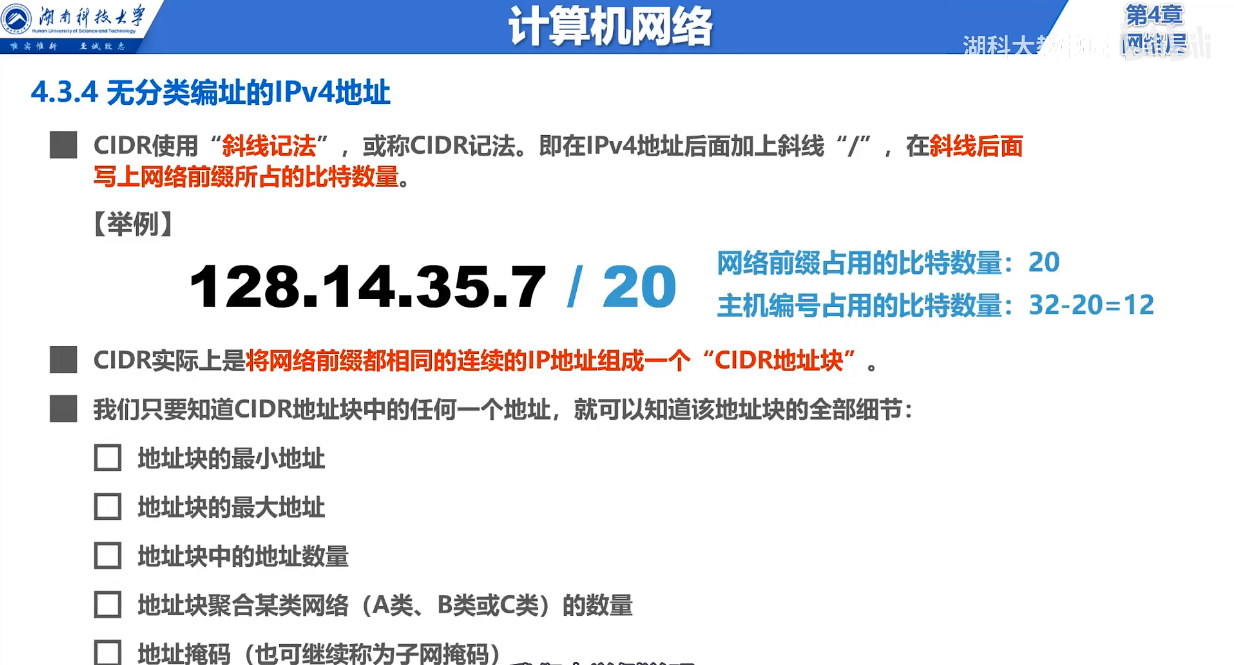 湖南科技大学
Hunan University of Science and Technology
唯实惟新 至诚致志
计算机网络
第4章
网络层
湖科大教
4.3.4 无分类编址的IPv4地址
CIDR使用“斜线记法”，或称CIDR记法。即在IPv4地址后面加上斜线“/”，在斜线后面
写上网络前缀所占的比特数量。
【举例】
128.14.35.7 / 20
网络前缀占用的比特数量：20
主机编号占用的比特数量：32-20=12
CIDR实际上是将网络前缀都相同的连续的IP地址组成一个“CIDR地址块”。
我们只要知道CIDR地址块中的任何一个地址，就可以知道该地址块的全部细节：
地址块的最小地址
地址块的最大地址
地址块中的地址数量
地址块聚合某类网络（A类、B类或C类）的数量
地址掩码（也可继续称为子网掩码）